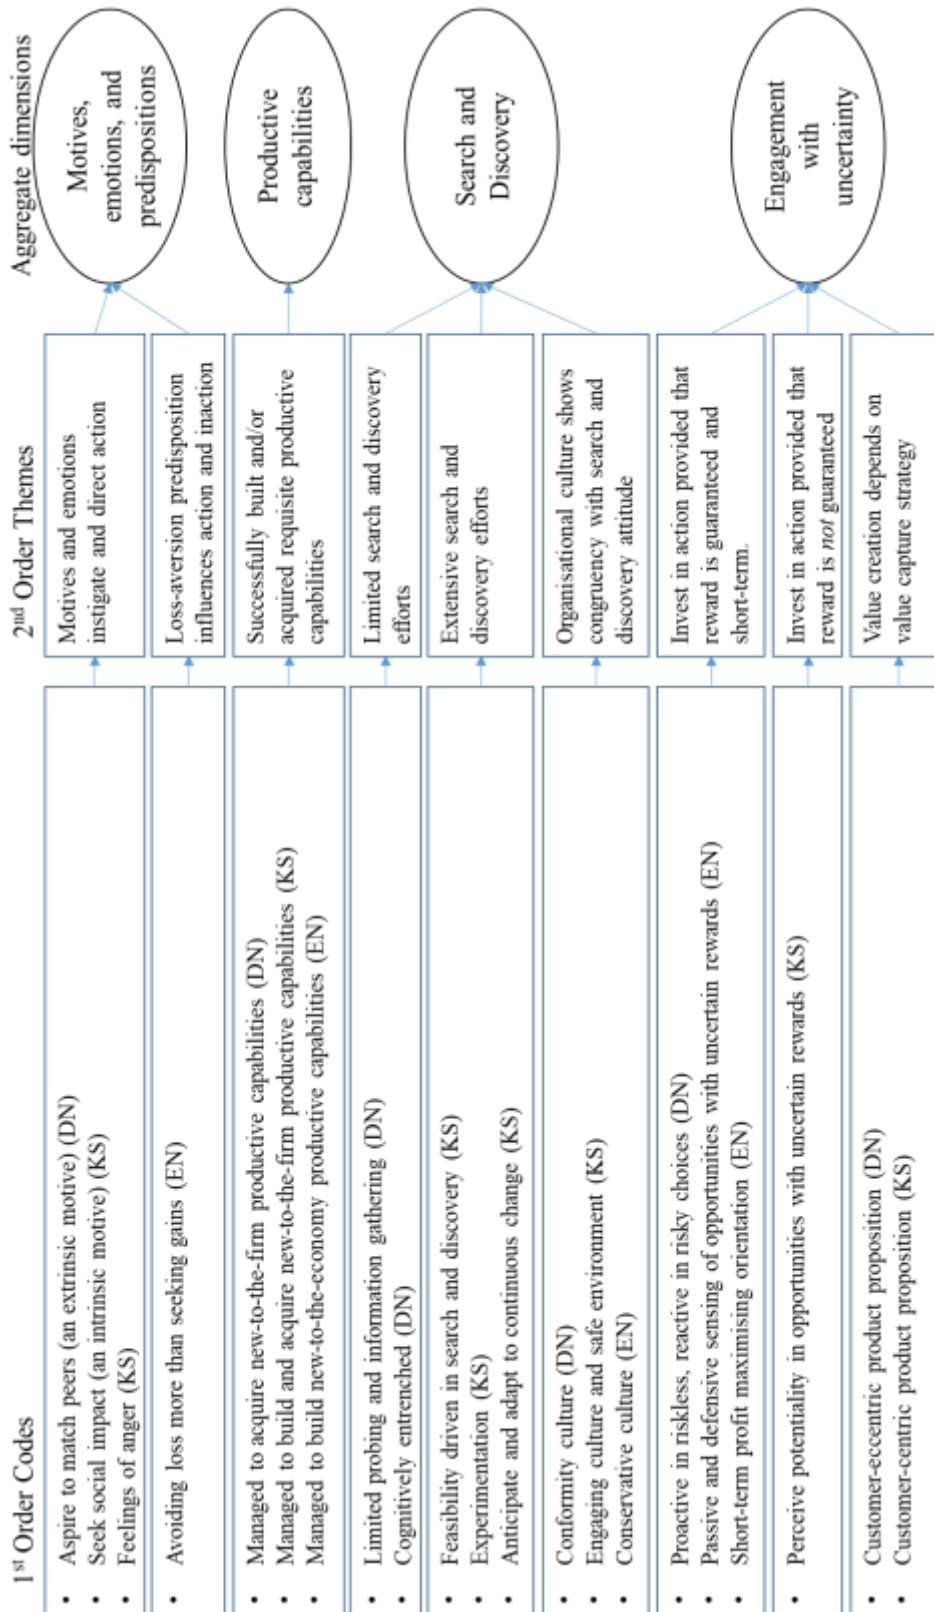 1st Order Codes
2nd Order Themes
Aggregate dimensions
• Aspire to match peers (an extrinsic motive) (DN)
• Seek social impact (an intrinsic motive) (KS)
• Feelings of anger (KS)
Motives and emotions
instigate and direct action
Motives,
emotions, and
predispositions
• Avoiding loss more than seeking gains (EN)
Loss-aversion predisposition
influences action and inaction
• Managed to acquire new-to-the-firm productive capabilities (DN)
• Managed to build and acquire new-to-the-firm productive capabilities (KS)
• Managed to build new-to-the-economy productive capabilities (EN)
Successfully built and/or
acquired requisite productive
capabilities
Productive
capabilities
• Limited probing and information gathering (DN)
• Cognitively entrenched (DN)
Limited search and discovery
efforts
• Feasibility driven in search and discovery (KS)
• Experimentation (KS)
• Anticipate and adapt to continuous change (KS)
Extensive search and
discovery efforts
Search and
Discovery
• Conformity culture (DN)
• Engaging culture and safe environment (KS)
• Conservative culture (EN)
Organisational culture shows
congruency with search and
discovery attitude
• Proactive in riskless, reactive in risky choices (DN)
• Passive and defensive sensing of opportunities with uncertain rewards (EN)
• Short-term profit maximising orientation (EN)
Invest in action provided that
reward is guaranteed and
short-term.
• Perceive potentiality in opportunities with uncertain rewards (KS)
Invest in action provided that
reward is not guaranteed
Engagement
with
uncertainty
• Customer-eccentric product proposition (DN)
• Customer-centric product proposition (KS)
Value creation depends on
value capture strategy